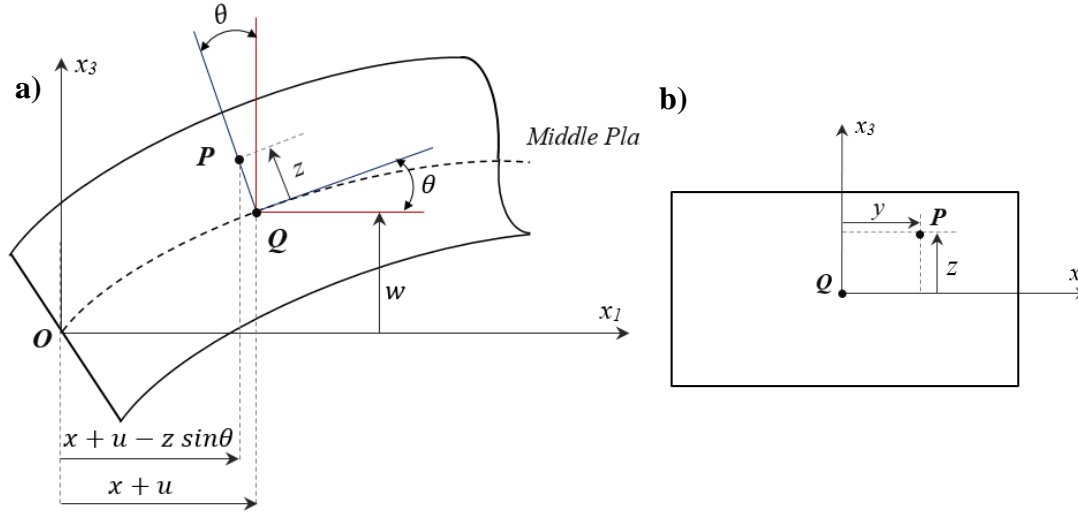 a)
θ
x3
P
z
Middle Pla
θ
Q
w
O
x1
x + u − z sinθ
x + u
b)
x3
y
P
Q
z
x